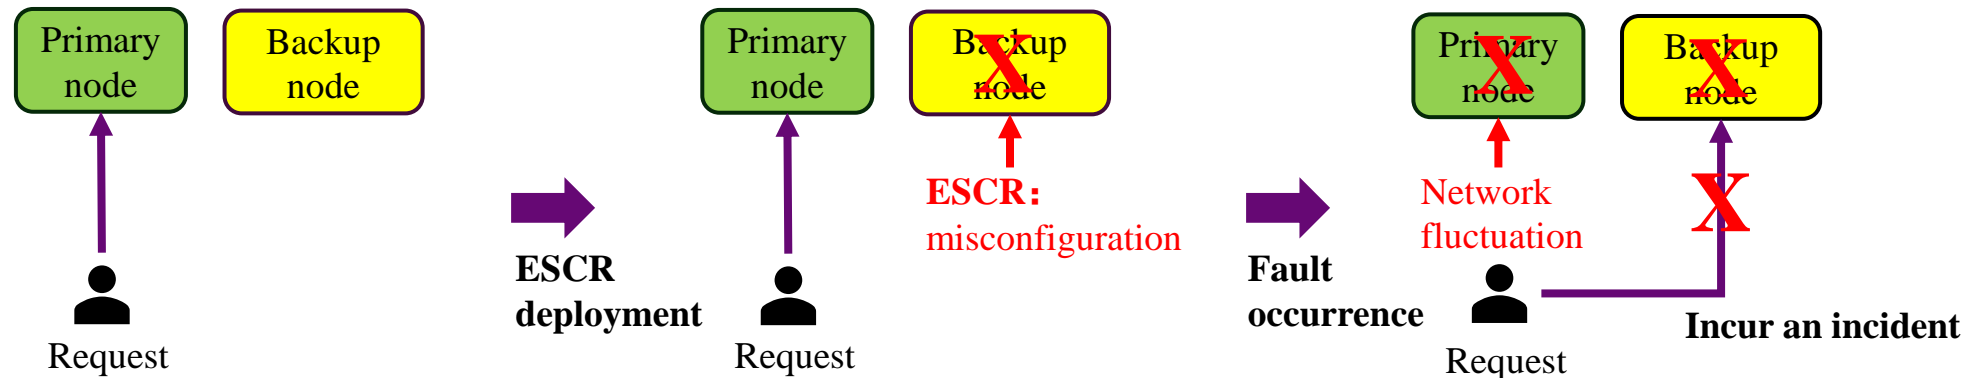 Primary
node
Backup
node
Request
ESCR
deployment
Primary
node
Backup
node
X
ESCR：
misconfiguration
Request
Fault
occurrence
Primary
node
X
Backup
node
X
Network
fluctuation
X
Request
Incur an incident